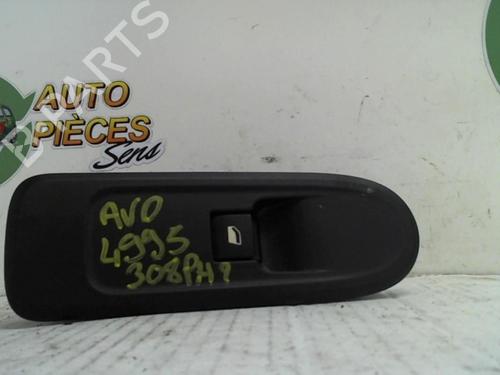 B-PARTS
AUTO
PIÈCES
Sens
AVD
4995
308PH1